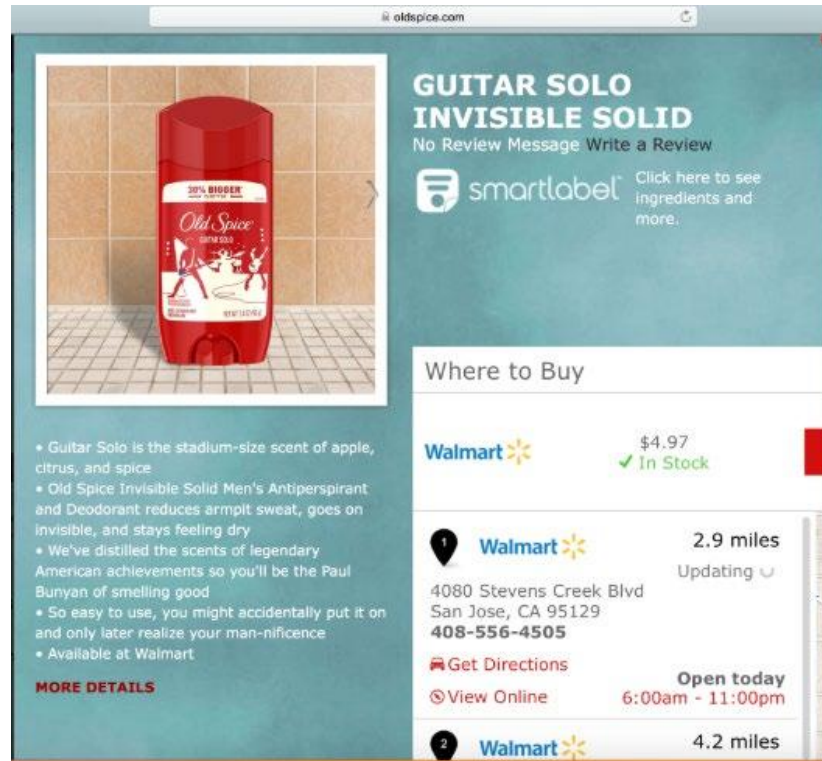 oldspice.com
30% BIGGER
Old Spice
GUITAR SOLO
GUITAR SOLO
INVISIBLE SOLID
No Review Message Write a Review
smartlabel
Click here to see
ingredients and
more.
• Guitar Solo is the stadium-size scent of apple,
citrus, and spice
• Old Spice Invisible Solid Men's Antiperspirant
and Deodorant reduces armpit sweat, goes on
invisible, and stays feeling dry
• We've distilled the scents of legendary
American achievements so you'll be the Paul
Bunyan of smelling good
• So easy to use, you might accidentally put it on
and only later realize your man-nificence
• Available at Walmart
MORE DETAILS
Where to Buy
Walmart
$4.97
In Stock
1
Walmart
2.9 miles
Updating
4080 Stevens Creek Blvd
San Jose, CA 95129
408-556-4505
Get Directions
View Online
Open today
6:00am - 11:00pm
2
Walmart
4.2 miles